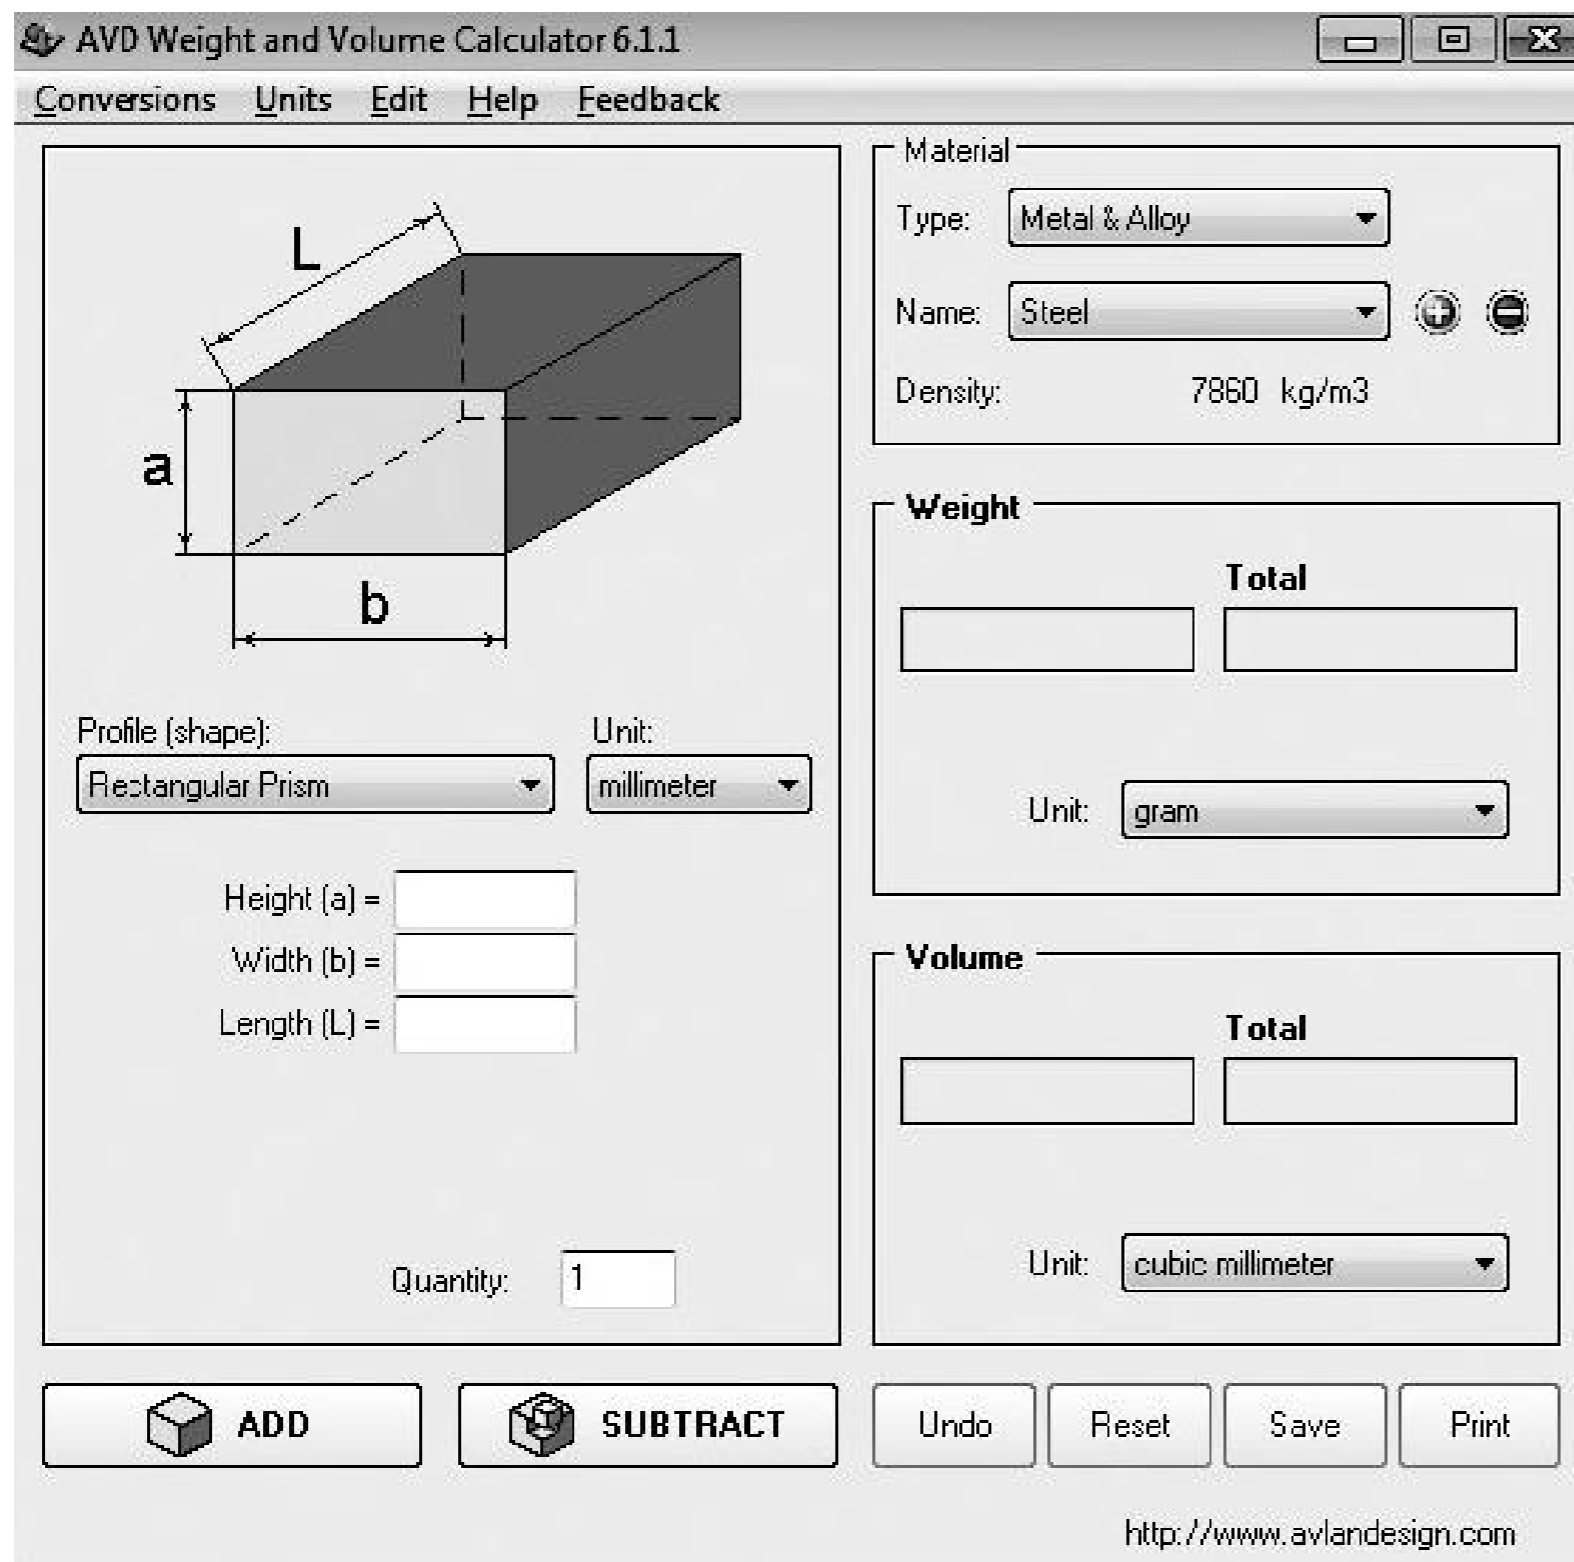 AVD Weight and Volume Calculator 6.1.1
Conversions Units Edit Help Feedback
L
a
b
Profile (shape): Unit:
Rectangular Prism millimeter
Height (a) =
Width (b) =
Length (L) =
Quantity: 1
Material
Type: Metal & Alloy
Name: Steel
Density: 7860 kg/m3
Weight
Total
Unit: gram
Volume
Total
Unit: cubic millimeter
ADD SUBTRACT Undo Reset Save Print
http://www.avlandesign.com